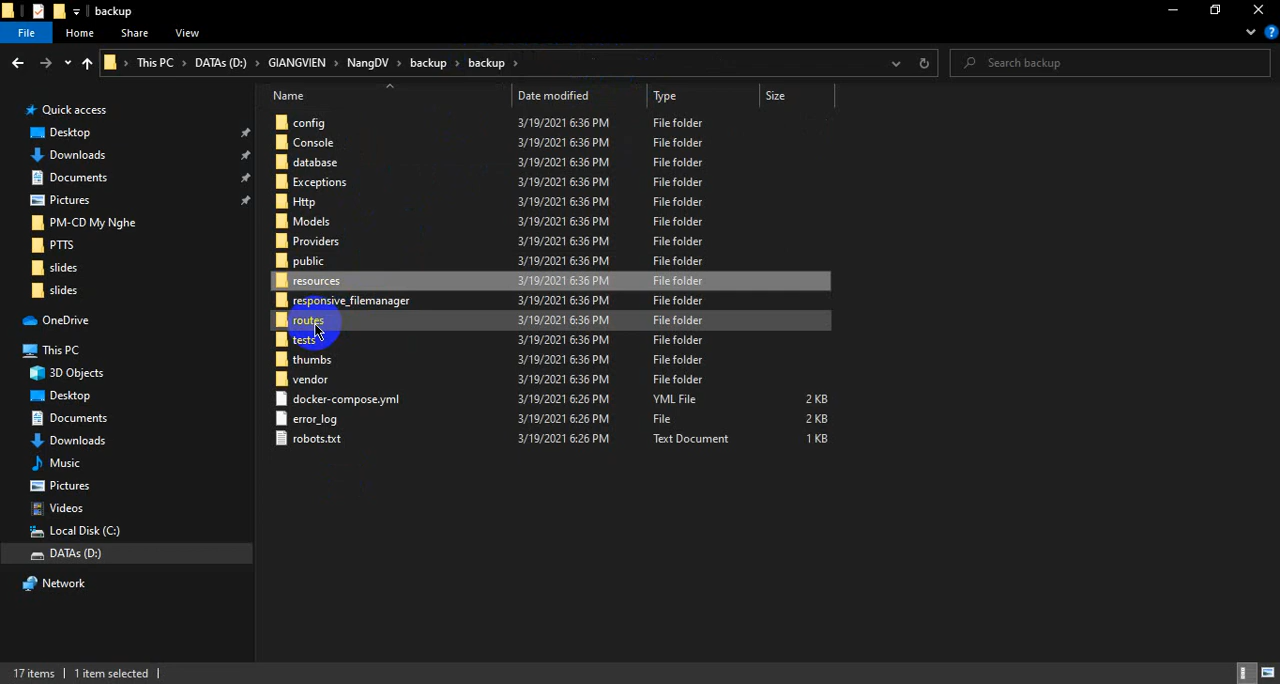 backup
File Home Share View
This PC DATAs (D:) GIANGVIEN NangDV backup backup
Search backup
Name Date modified Type Size
Quick access
Desktop
Downloads
Documents
Pictures
PM-CD My Nghe
PTTS
slides
slides
OneDrive
This PC
3D Objects
Desktop
Documents
Downloads
Music
Pictures
Videos
Local Disk (C:)
DATAs (D:)
Network
config 3/19/2021 6:36 PM File folder
Console 3/19/2021 6:36 PM File folder
database 3/19/2021 6:36 PM File folder
Exceptions 3/19/2021 6:36 PM File folder
Http 3/19/2021 6:36 PM File folder
Models 3/19/2021 6:36 PM File folder
Providers 3/19/2021 6:36 PM File folder
public 3/19/2021 6:36 PM File folder
resources 3/19/2021 6:36 PM File folder
responsive_filemanager 3/19/2021 6:36 PM File folder
routes 3/19/2021 6:36 PM File folder
tests 3/19/2021 6:36 PM File folder
thumbs 3/19/2021 6:36 PM File folder
vendor 3/19/2021 6:36 PM File folder
docker-compose.yml 3/19/2021 6:26 PM YML File 2 KB
error_log 3/19/2021 6:26 PM File 2 KB
robots.txt 3/19/2021 6:26 PM Text Document 1 KB
17 items 1 item selected